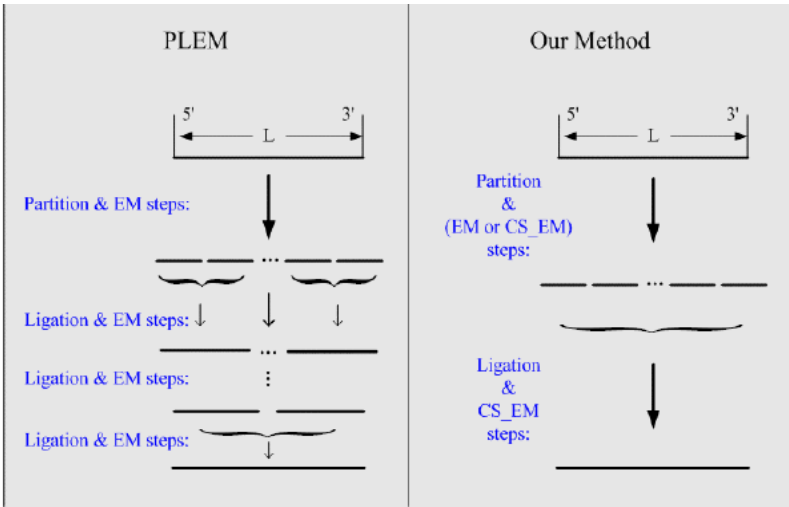 PLEM
5' 3'
L
Partition & EM steps:
...
Ligation & EM steps:
...
Ligation & EM steps:
Ligation & EM steps:
Our Method
5' 3'
L
Partition
&
(EM or CS_EM)
steps:
...
Ligation
&
CS_EM
steps: